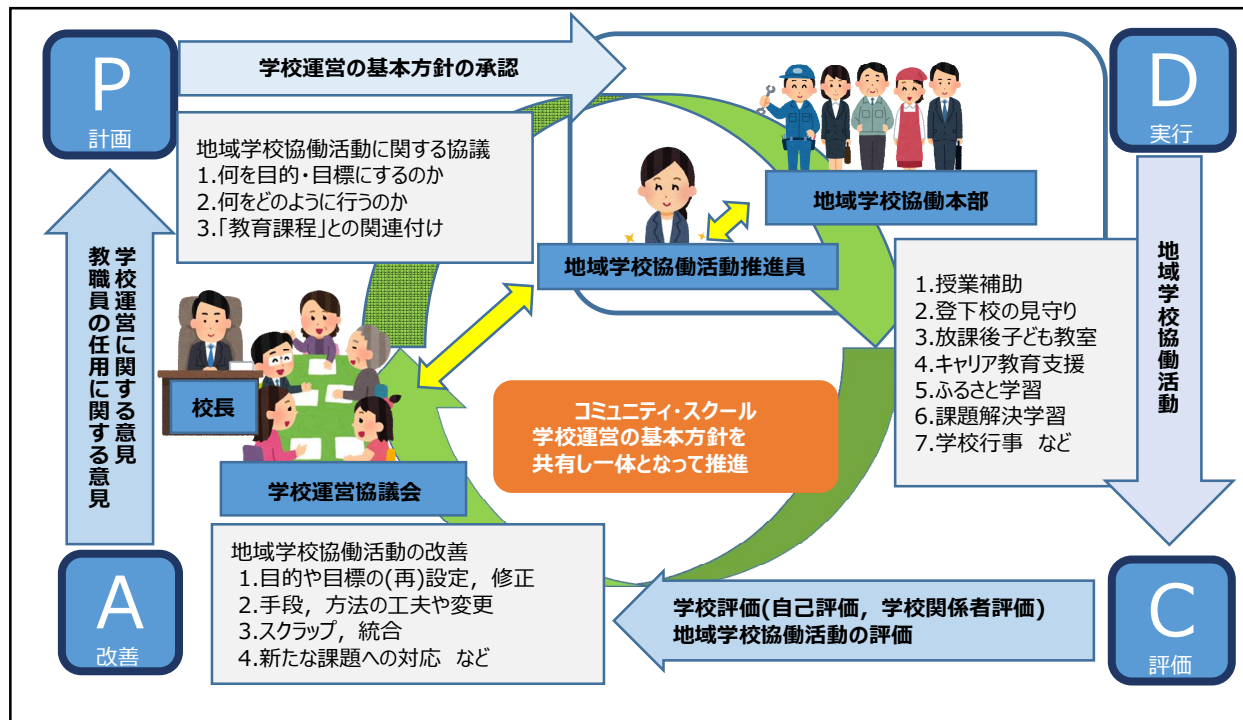 P
計画
学校運営の基本方針の承認
D
実行
地域学校協働活動に関する協議
1.何を目的・目標にするのか
2.何をどのように行うのか
3.「教育課程」との関連付け
地域学校協働本部
地域学校協働活動推進員
1.授業補助
2.登下校の見守り
3.放課後子ども教室
4.キャリア教育支援
5.ふるさと学習
6.課題解決学習
7.学校行事 など
地域学校協働活動
学校運営に関する意見
教職員の任用に関する意見
校長
学校運営協議会
コミュニティ・スクール
学校運営の基本方針を
共有し一体となって推進
地域学校協働活動の改善
1.目的や目標の(再)設定，修正
2.手段，方法の工夫や変更
3.スクラップ，統合
4.新たな課題への対応 など
学校評価(自己評価，学校関係者評価)
地域学校協働活動の評価
A
改善
C
評価